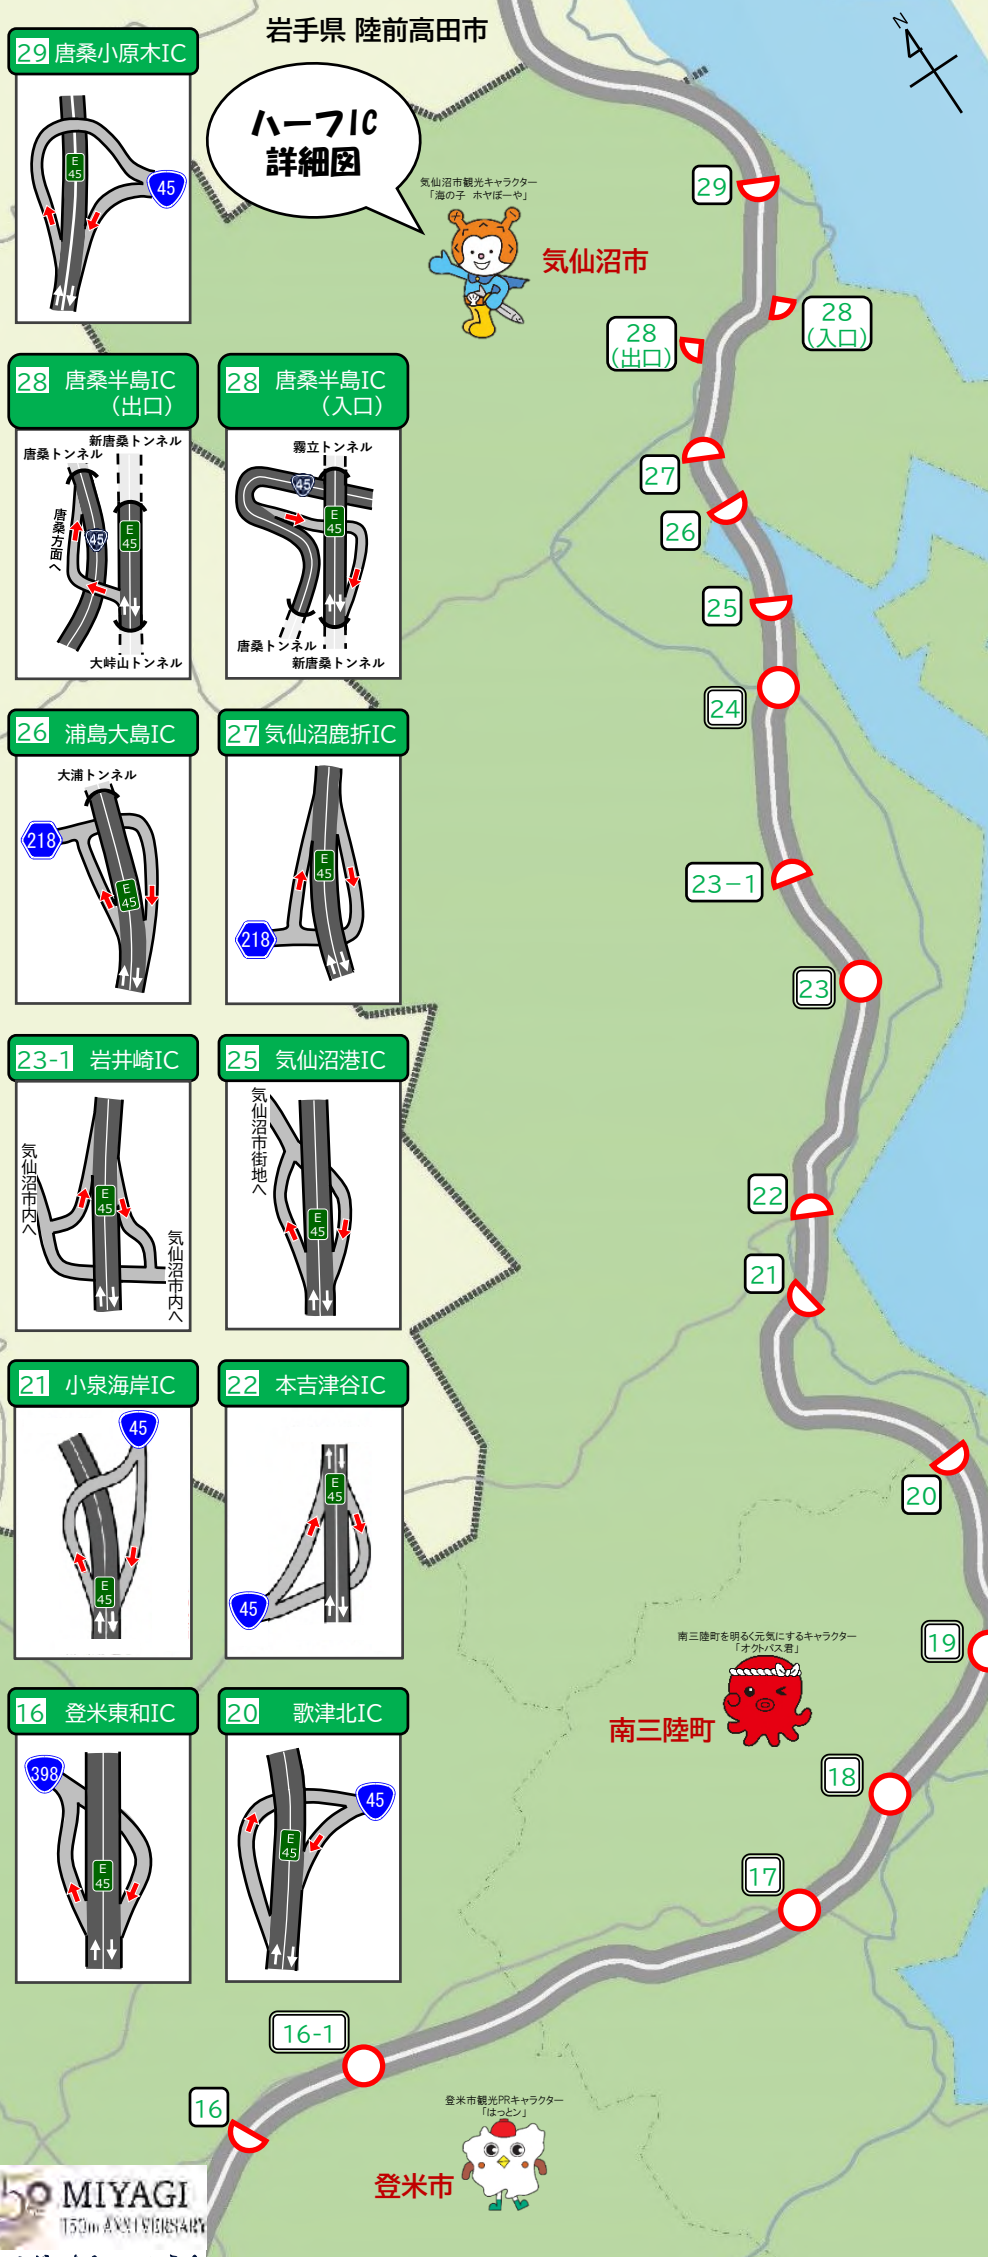 岩手県 陸前高田市
N
29 唐桑小原木IC
E
45
45
ハーフIC
詳細図
気仙沼市観光キャラクター
「海の子 ホヤぼーや」
気仙沼市
29
28
(入口)
28
(出口)
27
26
25
24
23−1
23
22
21
20
19
18
17
16-1
16
28 唐桑半島IC
(出口)
唐桑トンネル
新唐桑トンネル
唐桑方面へ
45
E
45
大峠山トンネル
28 唐桑半島IC
(入口)
霧立トンネル
45
E
45
唐桑トンネル
新唐桑トンネル
26 浦島大島IC
大浦トンネル
218
E
45
27 気仙沼鹿折IC
E
45
218
23-1 岩井崎IC
気仙沼市内へ
E
45
気仙沼市内へ
25 気仙沼港IC
気仙沼市街地へ
E
45
21 小泉海岸IC
45
E
45
22 本吉津谷IC
E
45
45
16 登米東和IC
398
E
45
20 歌津北IC
45
E
45
南三陸町を明るく元気にするキャラクター
「オクトパス君」
南三陸町
登米市観光PRキャラクター
「はっとン」
登米市
MIYAGI
150th ANNIVERSARY